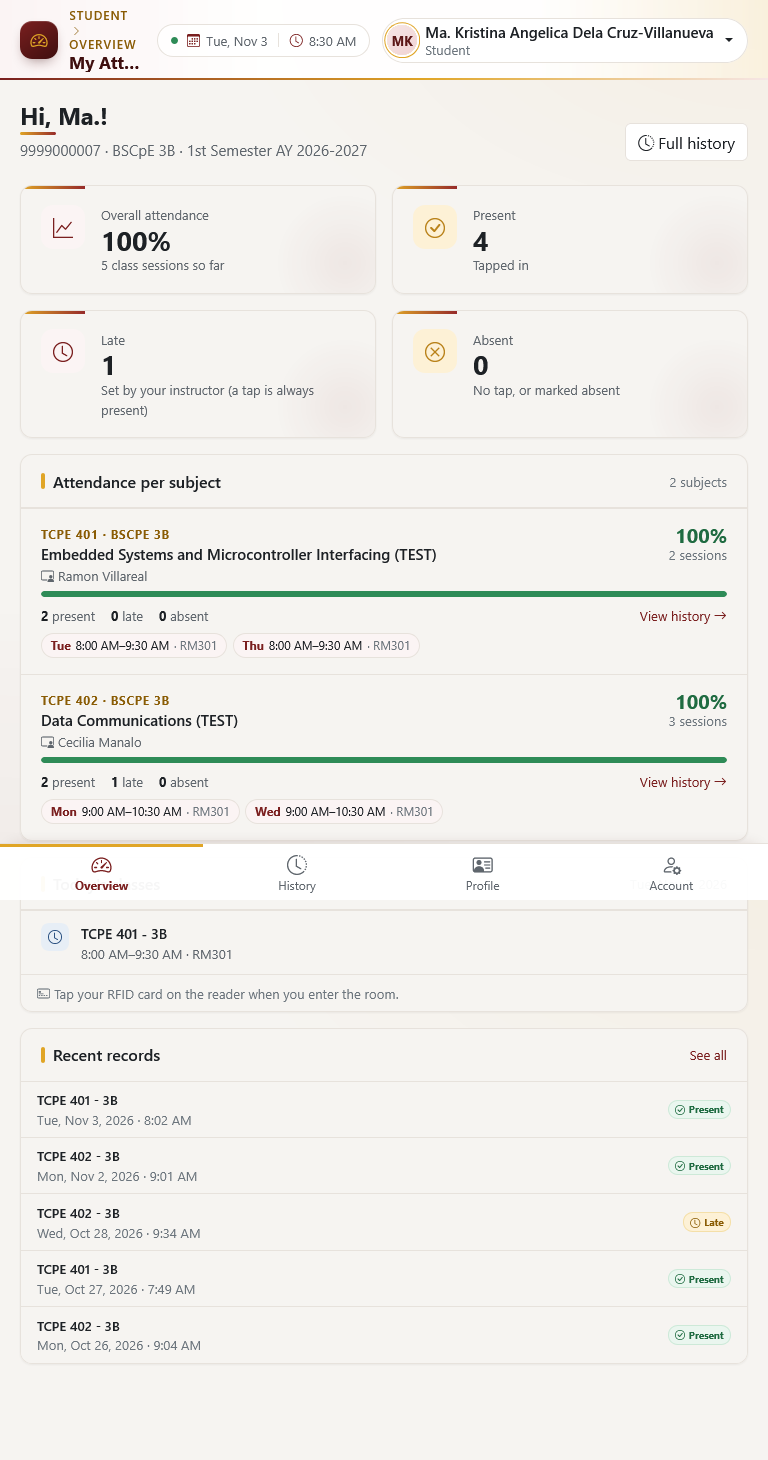 STUDENT
OVERVIEW
My Att...
Tue, Nov 3
8:30 AM
MK
Ma. Kristina Angelica Dela Cruz-Villanueva
Student
Hi, Ma.!
9999000007 · BSCpE 3B · 1st Semester AY 2026-2027
Full history
Overall attendance
100%
5 class sessions so far
Present
4
Tapped in
Late
1
Set by your instructor (a tap is always
present)
Absent
0
No tap, or marked absent
Attendance per subject
2 subjects
TCPE 401 · BSCPE 3B
100%
Embedded Systems and Microcontroller Interfacing (TEST)
2 sessions
Ramon Villareal
2 present 0 late 0 absent
View history →
Tue 8:00 AM–9:30 AM · RM301
Thu 8:00 AM–9:30 AM · RM301
TCPE 402 · BSCPE 3B
100%
Data Communications (TEST)
3 sessions
Cecilia Manalo
2 present 1 late 0 absent
View history →
Mon 9:00 AM–10:30 AM · RM301
Wed 9:00 AM–10:30 AM · RM301
Overview
History
Profile
Account
TCPE 401 - 3B
8:00 AM–9:30 AM · RM301
Tap your RFID card on the reader when you enter the room.
Recent records
See all
TCPE 401 - 3B
Tue, Nov 3, 2026 · 8:02 AM
Present
TCPE 402 - 3B
Mon, Nov 2, 2026 · 9:01 AM
Present
TCPE 402 - 3B
Wed, Oct 28, 2026 · 9:34 AM
Late
TCPE 401 - 3B
Tue, Oct 27, 2026 · 7:49 AM
Present
TCPE 402 - 3B
Mon, Oct 26, 2026 · 9:04 AM
Present